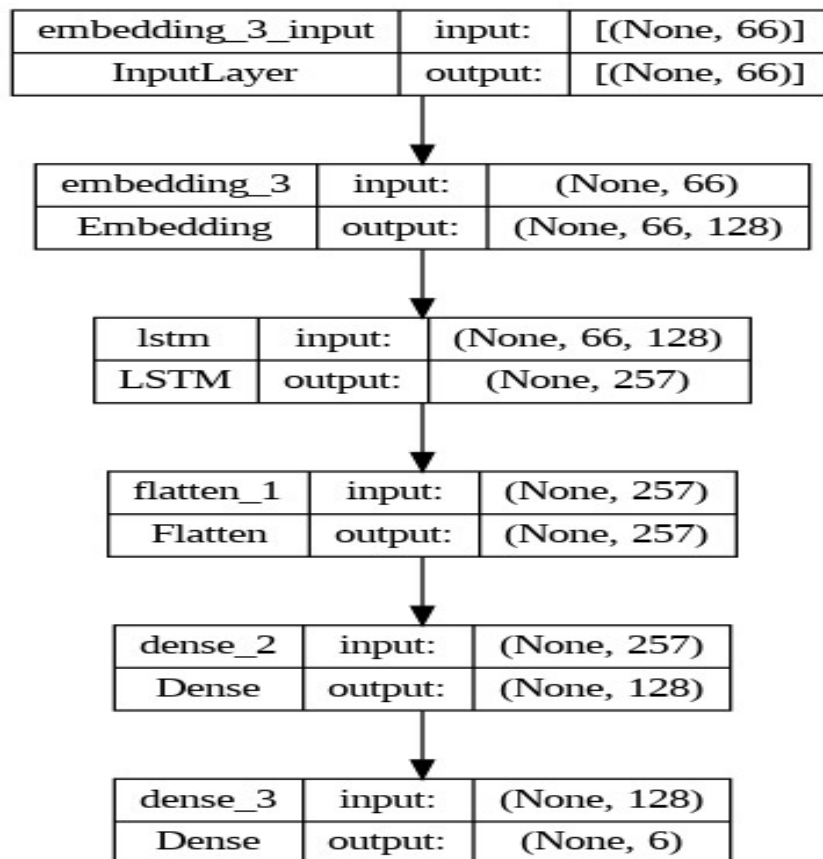 embedding_3_input input: [(None, 66)]
InputLayer output: [(None, 66)]
embedding_3 input: (None, 66)
Embedding output: (None, 66, 128)
lstm input: (None, 66, 128)
LSTM output: (None, 257)
flatten_1 input: (None, 257)
Flatten output: (None, 257)
dense_2 input: (None, 257)
Dense output: (None, 128)
dense_3 input: (None, 128)
Dense output: (None, 6)